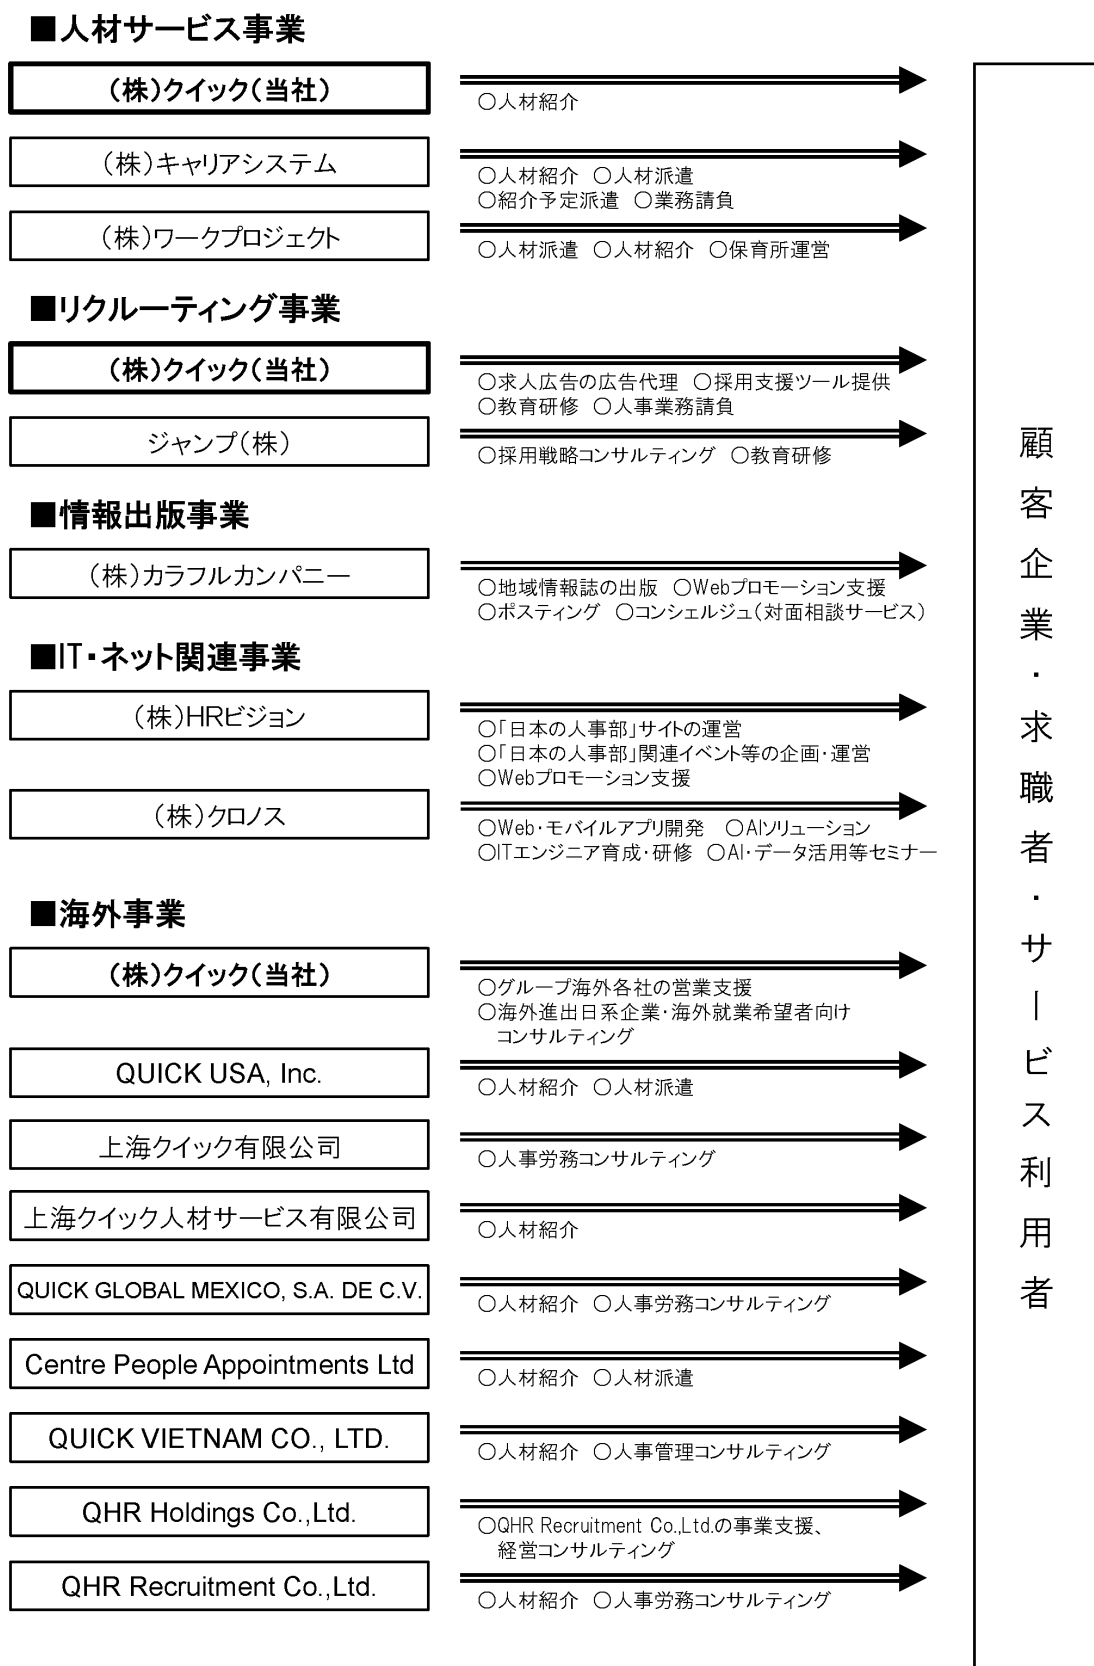 ■人材サービス事業
(株)クイック(当社)
○人材紹介
(株)キャリアシステム
○人材紹介 ○人材派遣
○紹介予定派遣 ○業務請負
(株)ワークプロジェクト
○人材派遣 ○人材紹介 ○保育所運営
■リクルーティング事業
(株)クイック(当社)
○求人広告の広告代理 ○採用支援ツール提供
○教育研修 ○人事業務請負
ジャンプ(株)
○採用戦略コンサルティング ○教育研修
■情報出版事業
(株)カラフルカンパニー
○地域情報誌の出版 ○Webプロモーション支援
○ポスティング ○コンシェルジュ(対面相談サービス)
■IT・ネット関連事業
(株)HRビジョン
○「日本の人事部」サイトの運営
○「日本の人事部」関連イベント等の企画・運営
○Webプロモーション支援
(株)クロノス
○Web・モバイルアプリ開発 ○AIソリューション
○ITエンジニア育成・研修 ○AI・データ活用等セミナー
■海外事業
(株)クイック(当社)
○グループ海外各社の営業支援
○海外進出日系企業・海外就業希望者向け
コンサルティング
QUICK USA, Inc.
○人材紹介 ○人材派遣
上海クイック有限公司
○人事労務コンサルティング
上海クイック人材サービス有限公司
○人材紹介
QUICK GLOBAL MEXICO, S.A. DE C.V.
○人材紹介 ○人事労務コンサルティング
Centre People Appointments Ltd
○人材紹介 ○人材派遣
QUICK VIETNAM CO., LTD.
○人材紹介 ○人事管理コンサルティング
QHR Holdings Co.,Ltd.
○QHR Recruitment Co.,Ltd.の事業支援、
経営コンサルティング
QHR Recruitment Co.,Ltd.
○人材紹介 ○人事労務コンサルティング
顧客企業・求職者・サービス利用者